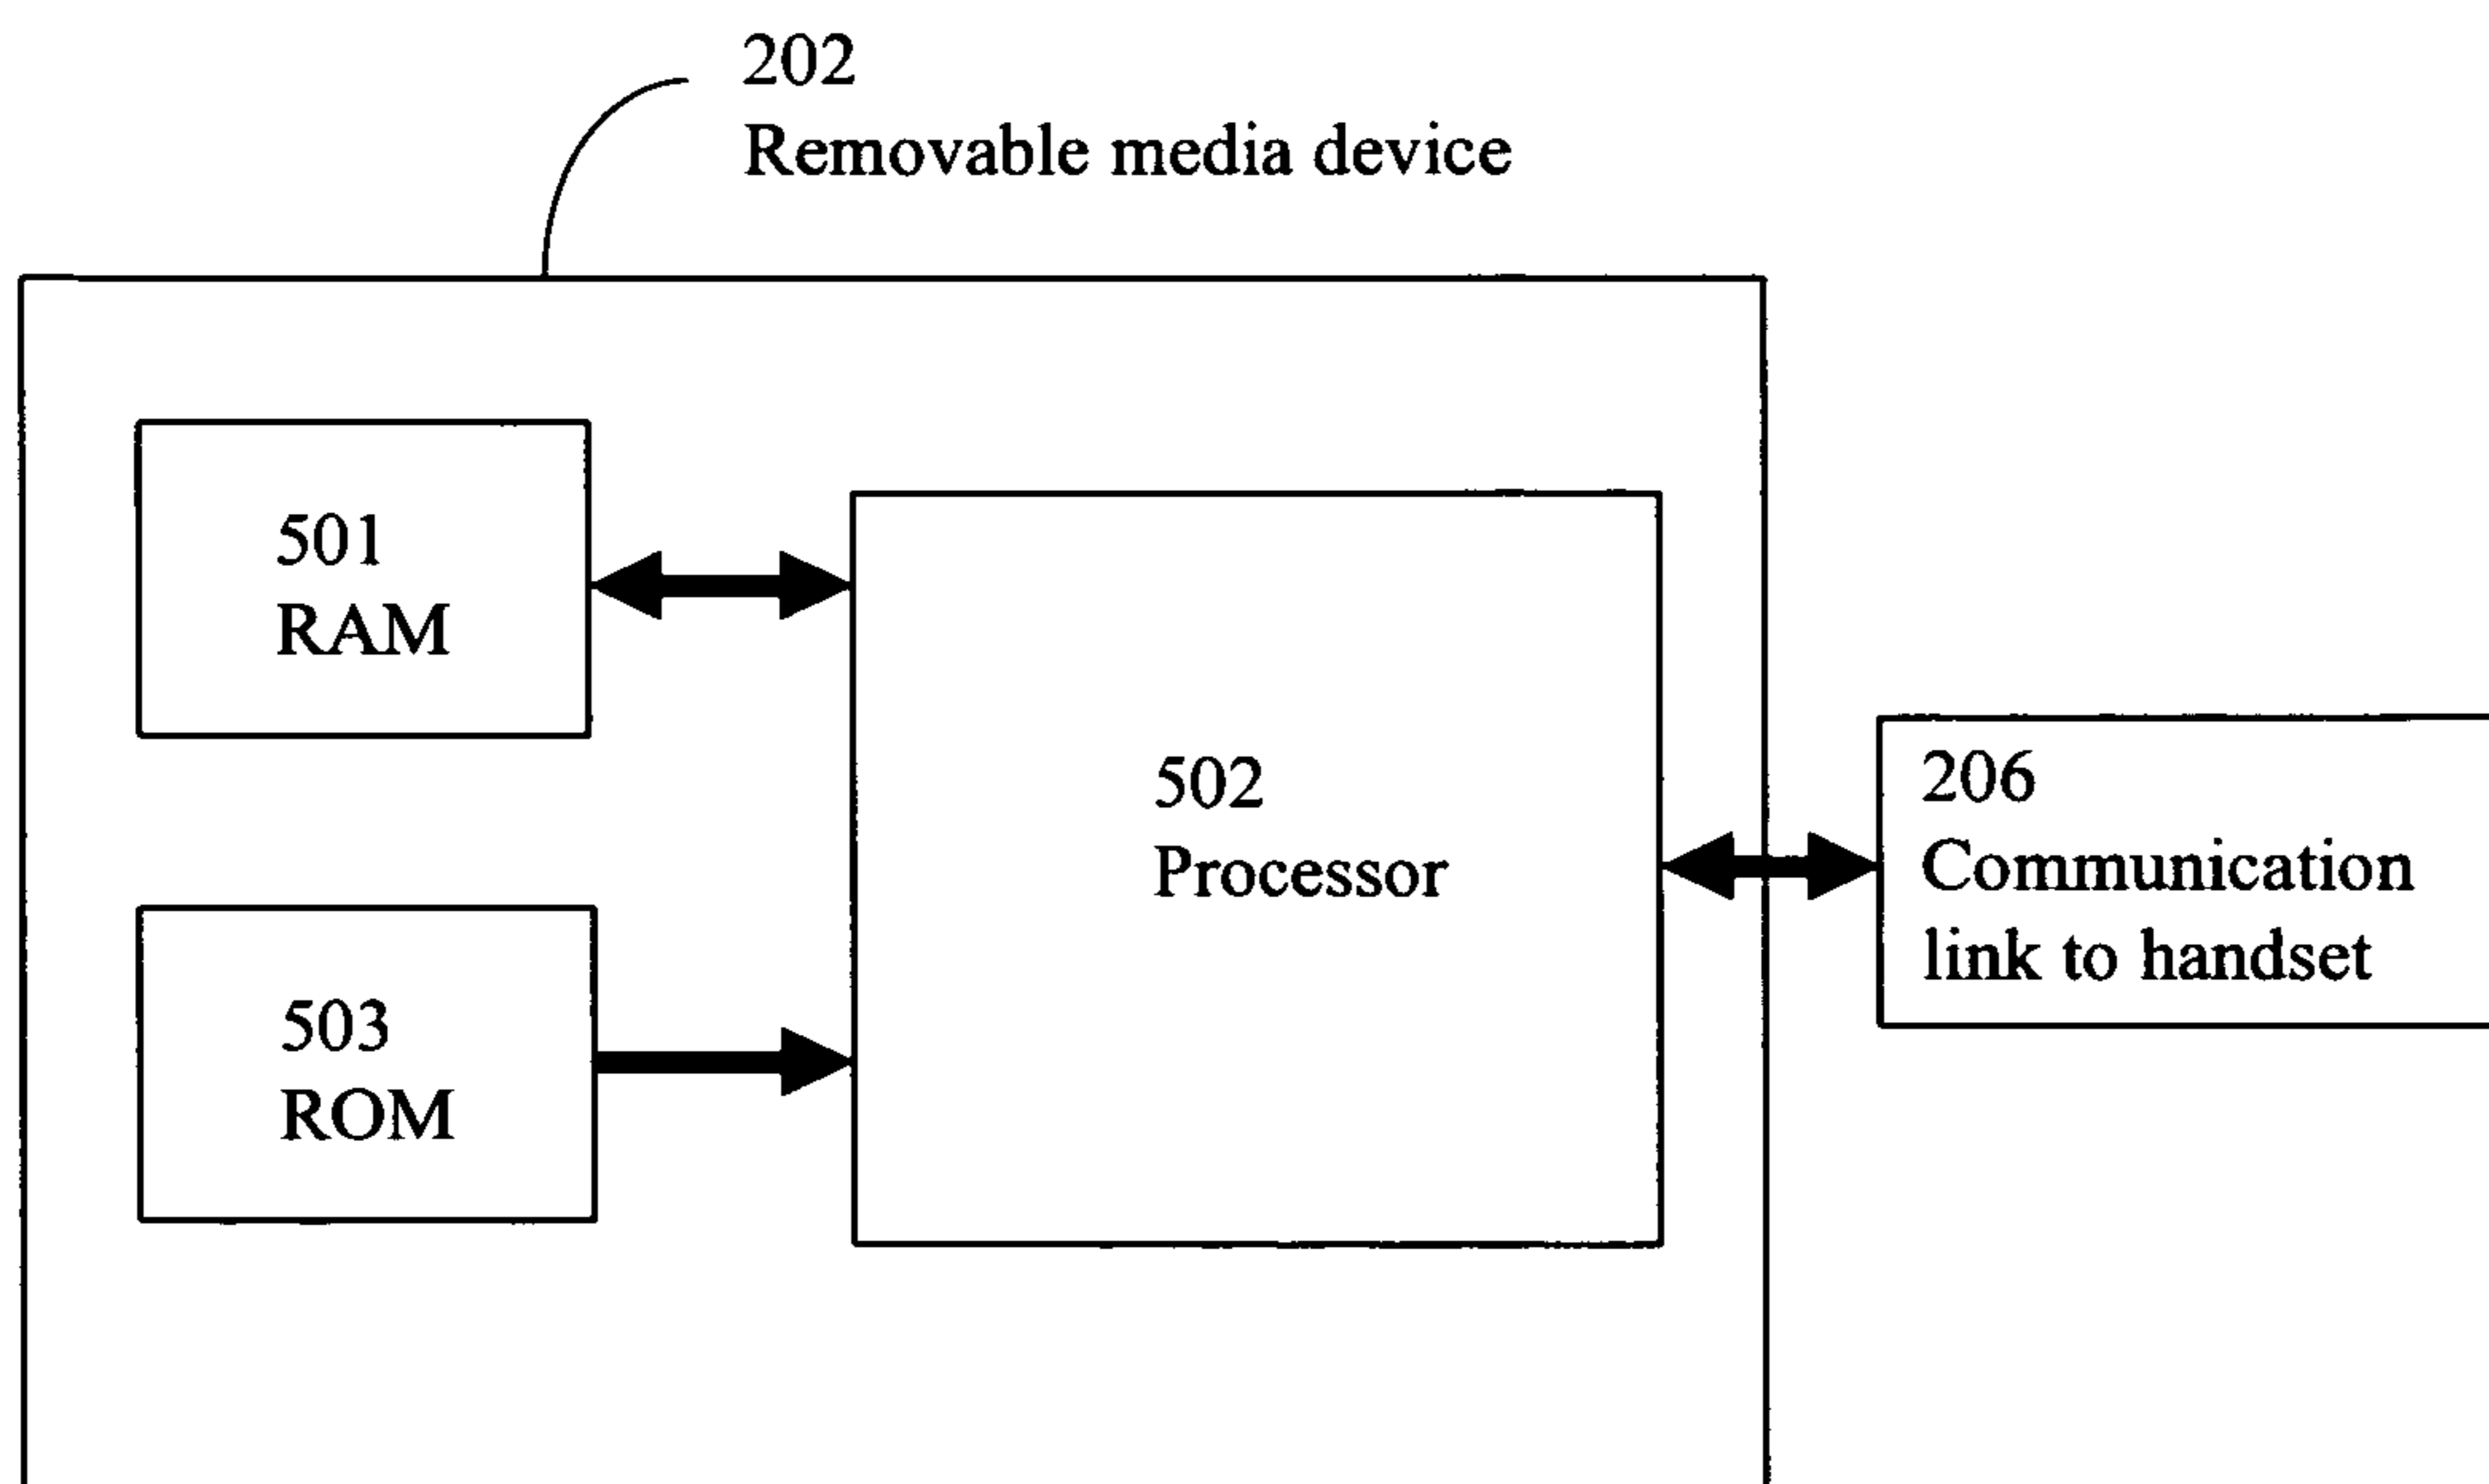 202
Removable media device
501
RAM
502
Processor
206
Communication
link to handset
503
ROM